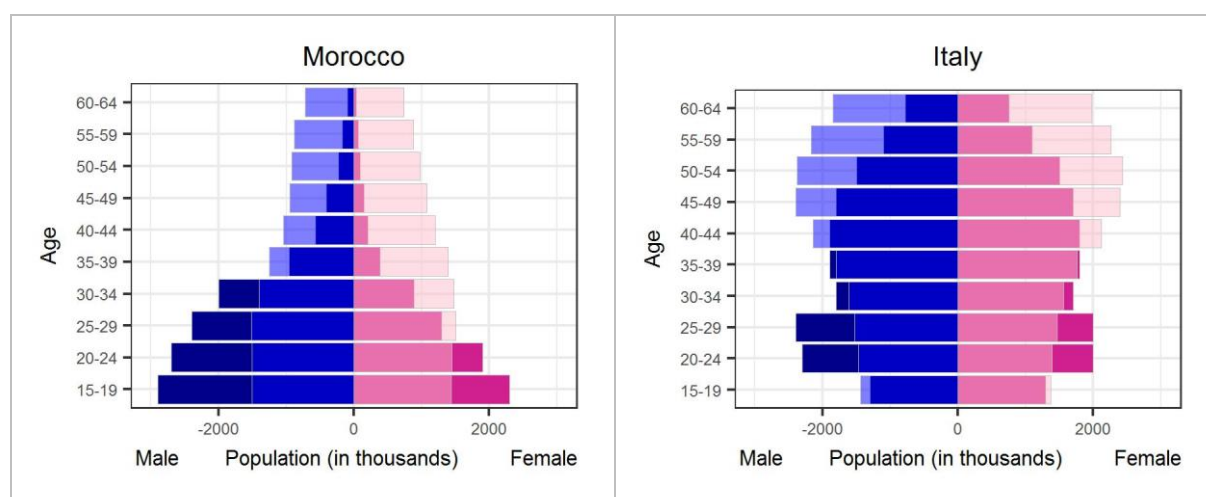 Morocco
Age
60-64
55-59
50-54
45-49
40-44
35-39
30-34
25-29
20-24
15-19
-2000 0 2000
Male Population (in thousands) Female
Italy
Age
60-64
55-59
50-54
45-49
40-44
35-39
30-34
25-29
20-24
15-19
-2000 0 2000
Male Population (in thousands) Female